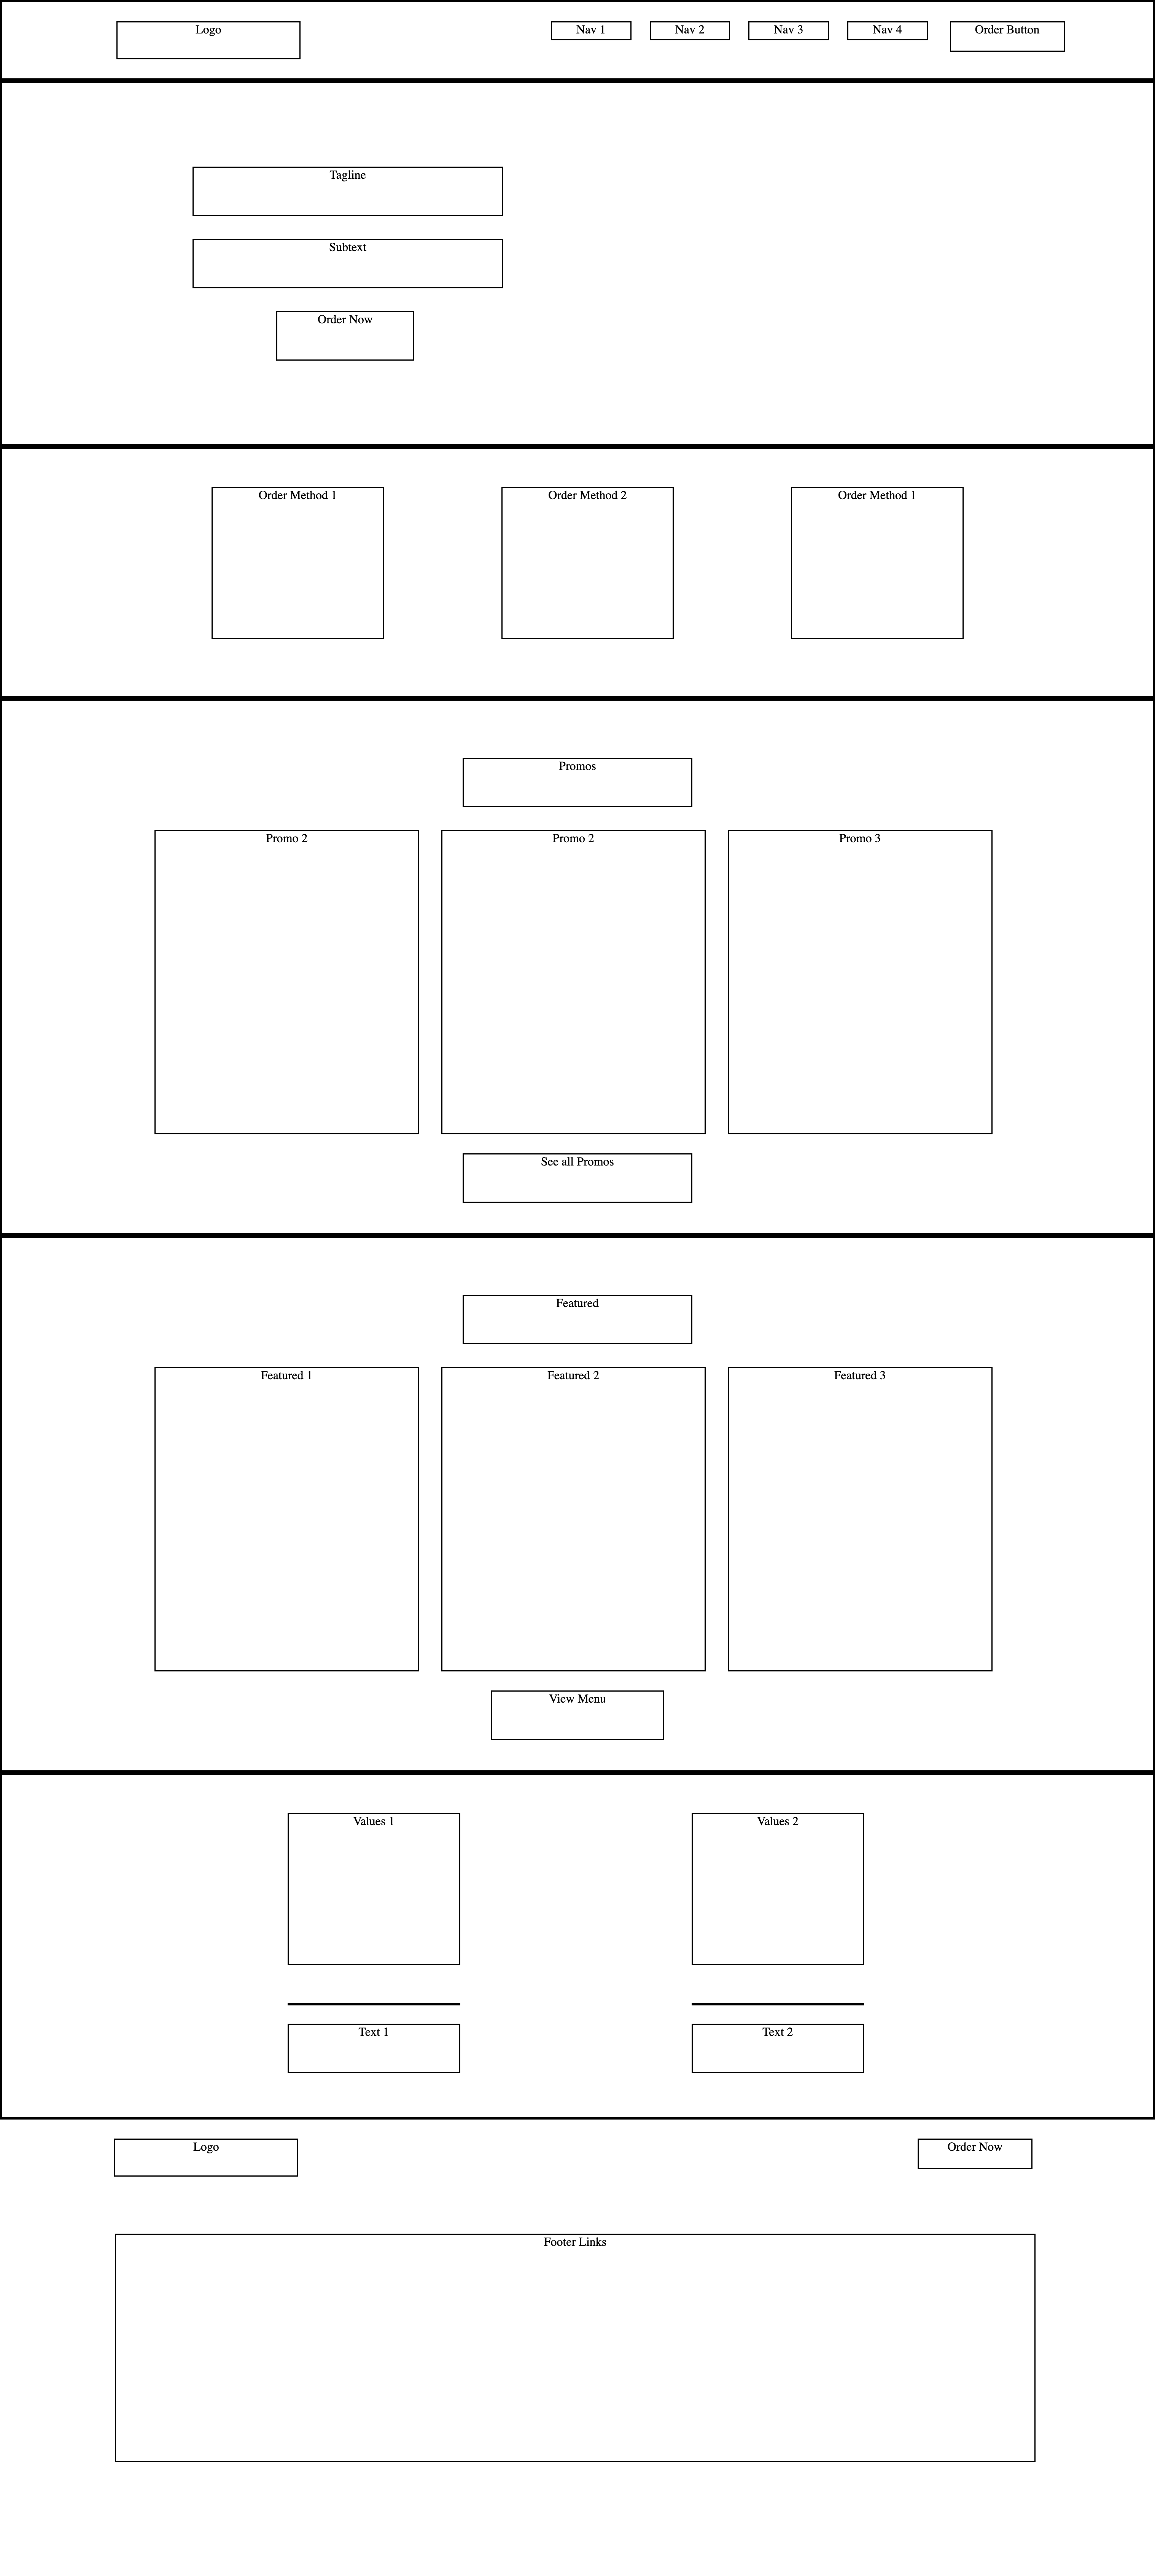 Logo
Nav 1
Nav 2
Nav 3
Nav 4
Order Button
Tagline
Subtext
Order Now
Order Method 1
Order Method 2
Order Method 1
Promos
Promo 2
Promo 2
Promo 3
See all Promos
Featured
Featured 1
Featured 2
Featured 3
View Menu
Values 1
Values 2
Text 1
Text 2
Logo
Order Now
Footer Links